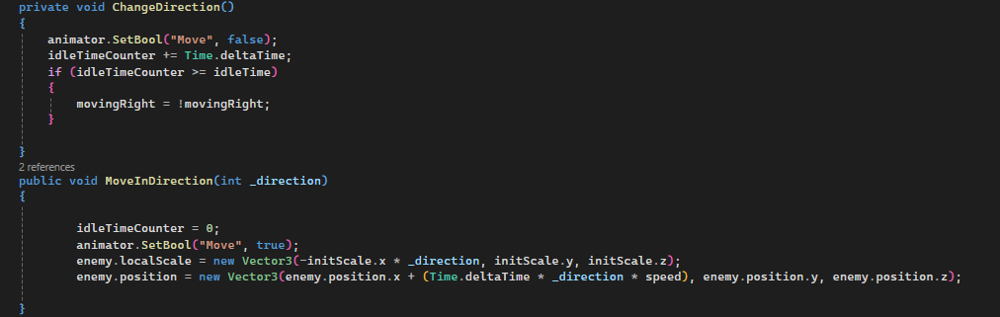 private void ChangeDirection()
{
animator.SetBool("Move", false);
idleTimeCounter += Time.deltaTime;
if (idleTimeCounter >= idleTime)
{
movingRight = !movingRight;
}
}
2 references
public void MoveInDirection(int _direction)
{
idleTimeCounter = 0;
animator.SetBool("Move", true);
enemy.localScale = new Vector3(-initScale.x * _direction, initScale.y, initScale.z);
enemy.position = new Vector3(enemy.position.x + (Time.deltaTime * _direction * speed), enemy.position.y, enemy.position.z);
}